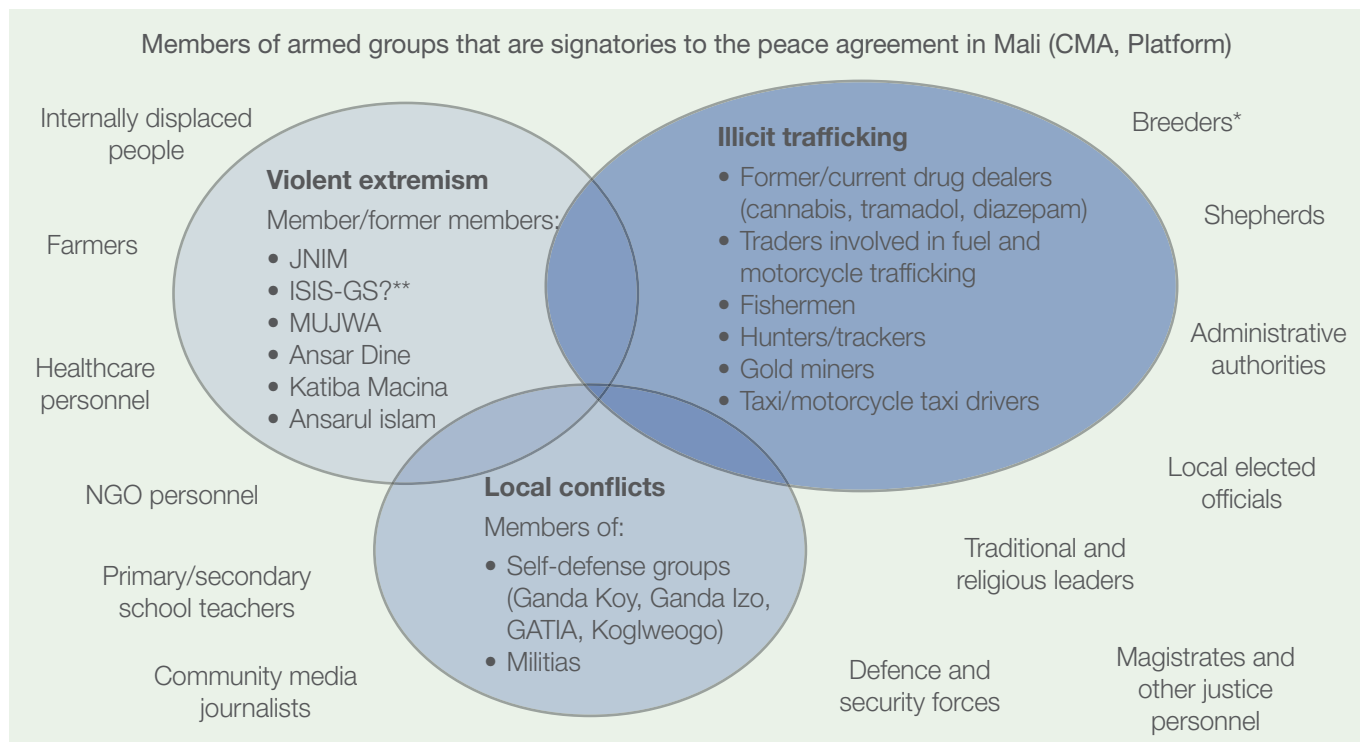 Members of armed groups that are signatories to the peace agreement in Mali (CMA, Platform)
Internally displaced
people
Farmers
Healthcare
personnel
NGO personnel
Primary/secondary
school teachers
Community media
journalists
Violent extremism
Member/former members:
• JNIM
• ISIS-GS?**
• MUJWA
• Ansar Dine
• Katiba Macina
• Ansarul islam
Illicit trafficking
• Former/current drug dealers
(cannabis, tramadol, diazepam)
• Traders involved in fuel and
motorcycle trafficking
• Fishermen
• Hunters/trackers
• Gold miners
• Taxi/motorcycle taxi drivers
Local conflicts
Members of:
• Self-defense groups
(Ganda Koy, Ganda Izo,
GATIA, Koglweogo)
• Militias
Breeders*
Shepherds
Administrative
authorities
Local elected
officials
Traditional and
religious leaders
Defence and
security forces
Magistrates and
other justice
personnel